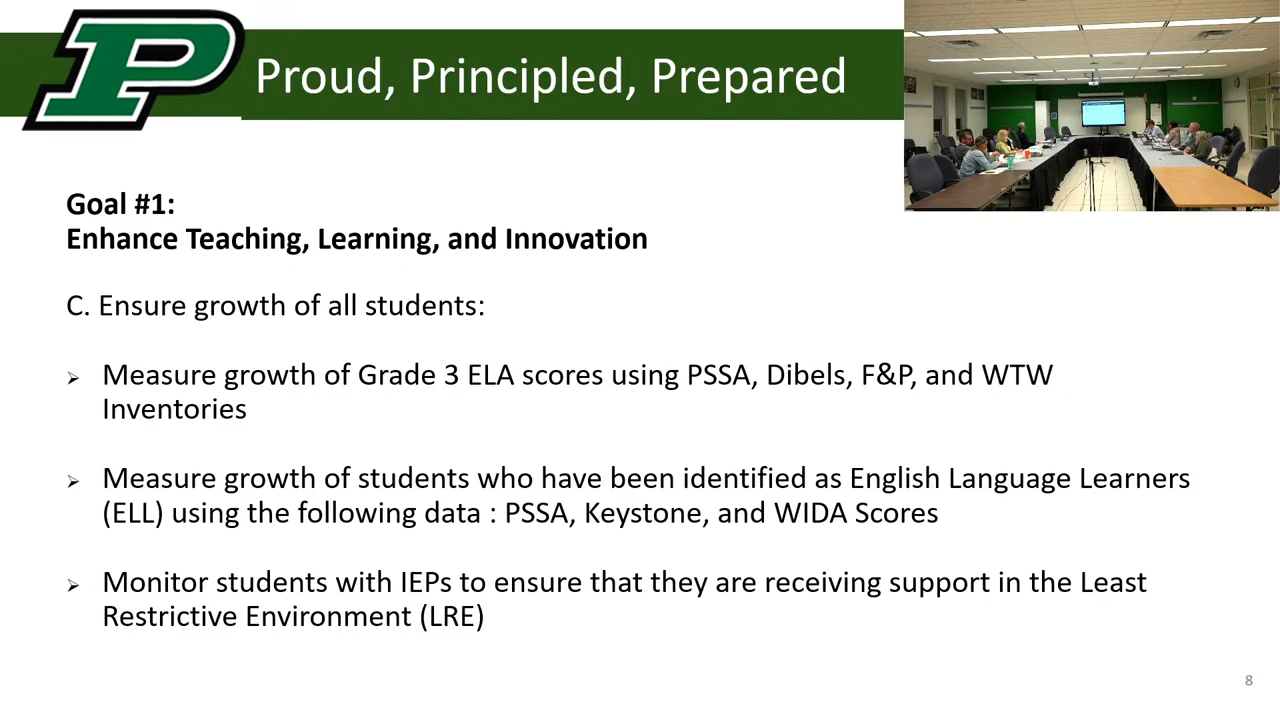 P Proud, Principled, Prepared
Goal #1:
Enhance Teaching, Learning, and Innovation
C. Ensure growth of all students:
Measure growth of Grade 3 ELA scores using PSSA, Dibels, F&P, and WTW
Inventories
Measure growth of students who have been identified as English Language Learners
(ELL) using the following data : PSSA, Keystone, and WIDA Scores
Monitor students with IEPs to ensure that they are receiving support in the Least
Restrictive Environment (LRE)
8